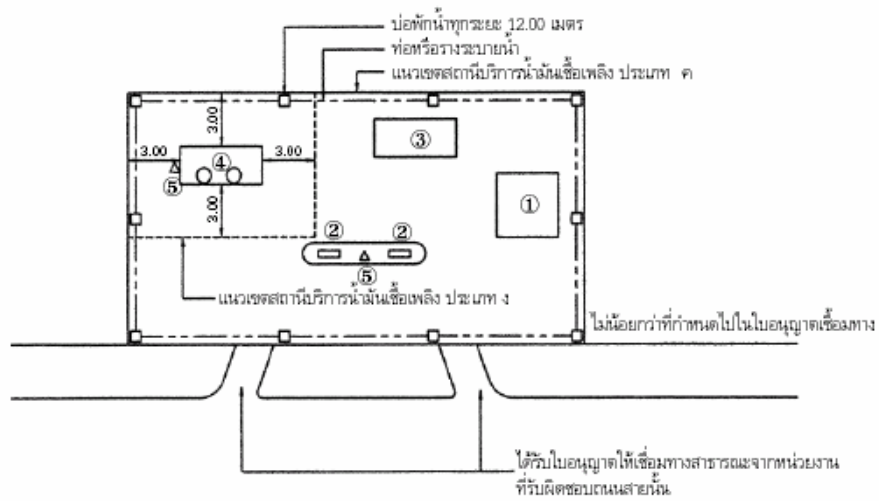 บ่อพักน้ำทุกระยะ 12.00 เมตร
ท่อหรือรางระบายน้ำ
แนวเขตสถานีบริการน้ำมันเชื้อเพลิง ประเภท ค
3.00
3.00
④
3.00
⑤
3.00
③
①
②
②
⑤
แนวเขตสถานีบริการน้ำมันเชื้อเพลิง ประเภท ง
ไม่น้อยกว่าที่กำหนดไปในใบอนุญาตเชื่อมทาง
ได้รับใบอนุญาตให้เชื่อมทางสาธารณะจากหน่วยงาน
ที่รับผิดชอบถนนสายนั้น